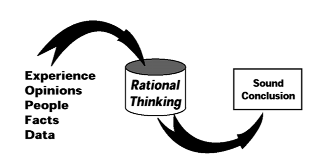 Experience
Opinions
People
Facts
Data
Rational
Thinking
Sound
Conclusion